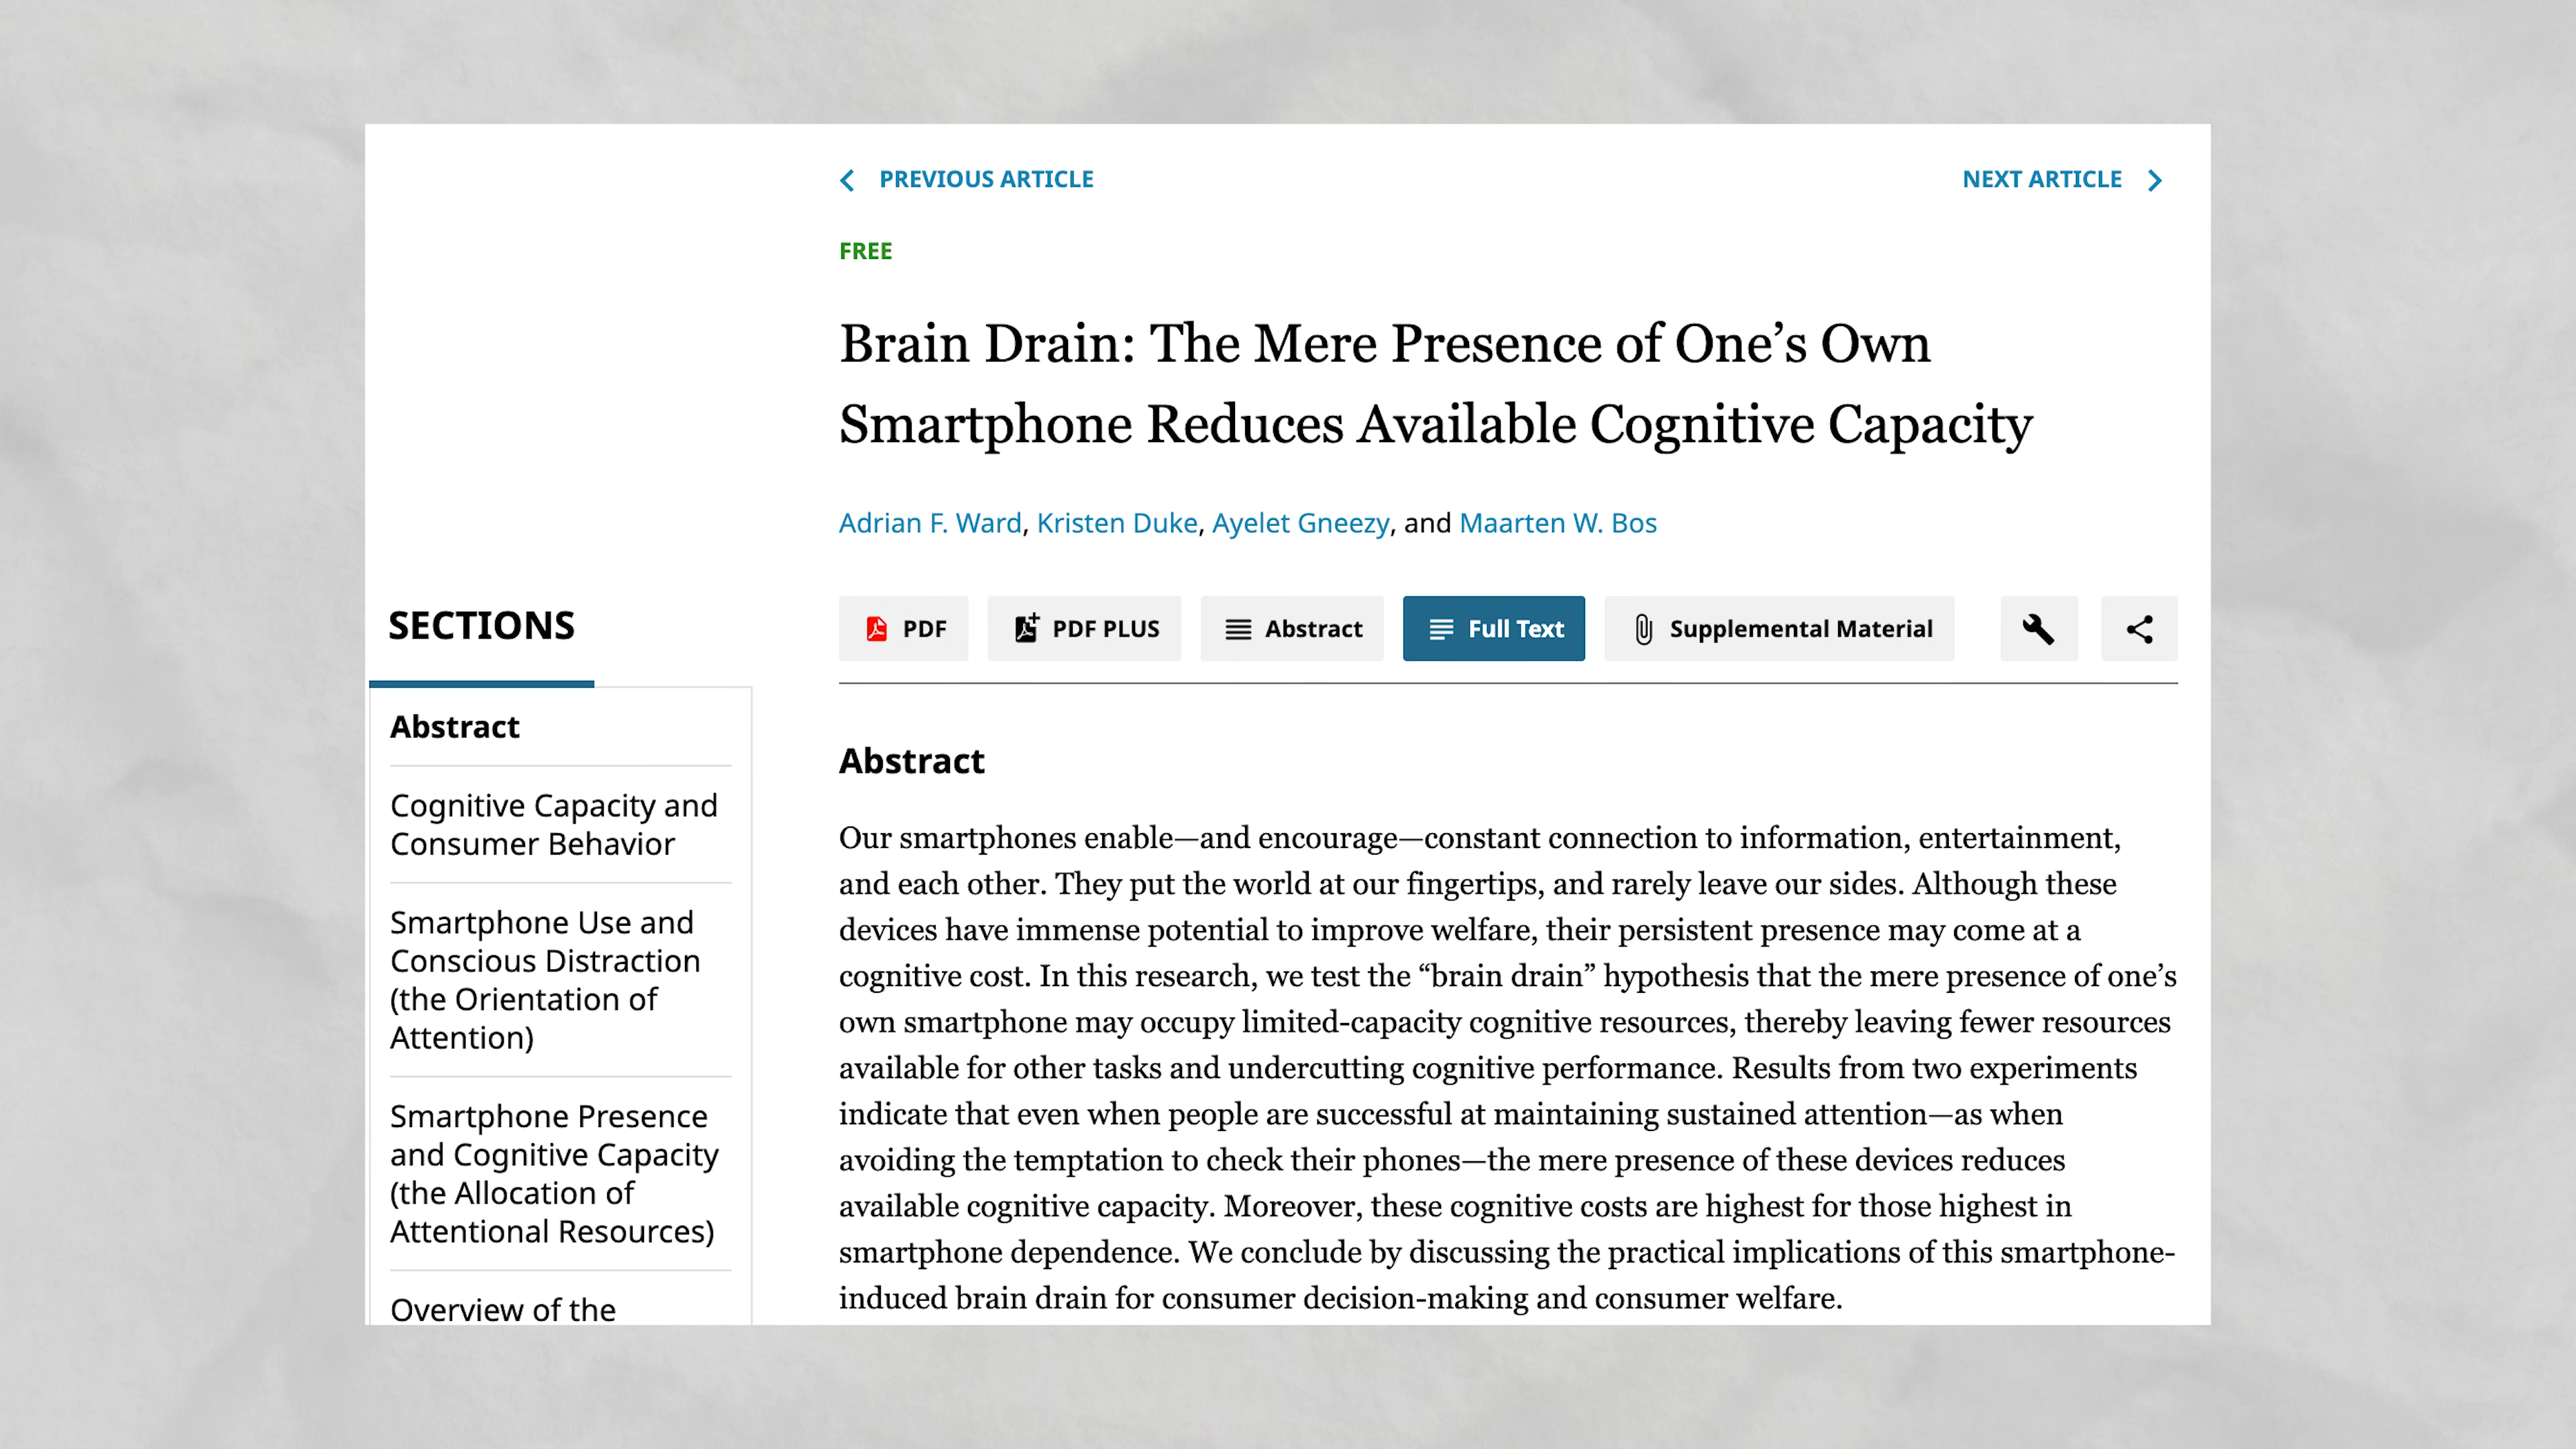 PREVIOUS ARTICLE
NEXT ARTICLE
FREE
Brain Drain: The Mere Presence of One’s Own
Smartphone Reduces Available Cognitive Capacity
Adrian F. Ward, Kristen Duke, Ayelet Gneezy, and Maarten W. Bos
PDF
PDF PLUS
Abstract
Full Text
Supplemental Material
SECTIONS
Abstract
Cognitive Capacity and
Consumer Behavior
Smartphone Use and
Conscious Distraction
(the Orientation of
Attention)
Smartphone Presence
and Cognitive Capacity
(the Allocation of
Attentional Resources)
Overview of the
Abstract
Our smartphones enable—and encourage—constant connection to information, entertainment,
and each other. They put the world at our fingertips, and rarely leave our sides. Although these
devices have immense potential to improve welfare, their persistent presence may come at a
cognitive cost. In this research, we test the “brain drain” hypothesis that the mere presence of one’s
own smartphone may occupy limited-capacity cognitive resources, thereby leaving fewer resources
available for other tasks and undercutting cognitive performance. Results from two experiments
indicate that even when people are successful at maintaining sustained attention—as when
avoiding the temptation to check their phones—the mere presence of these devices reduces
available cognitive capacity. Moreover, these cognitive costs are highest for those highest in
smartphone dependence. We conclude by discussing the practical implications of this smartphone-
induced brain drain for consumer decision-making and consumer welfare.